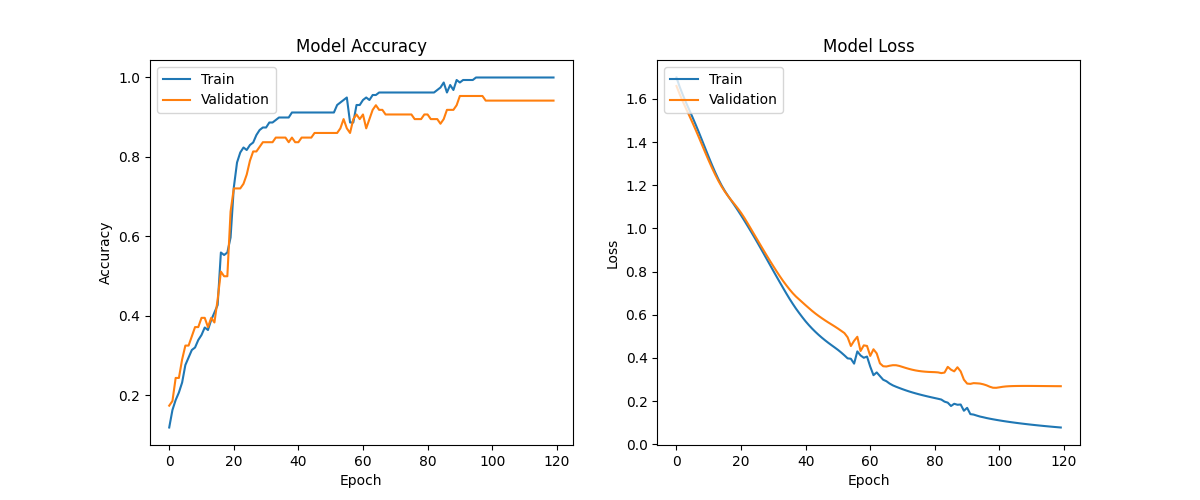 Model Accuracy
Train
Validation
1.0
0.8
0.6
0.4
0.2
Accuracy
0 20 40 60 80 100 120
Epoch
Model Loss
Train
Validation
1.6
1.4
1.2
1.0
0.8
0.6
0.4
0.2
0.0
Loss
0 20 40 60 80 100 120
Epoch